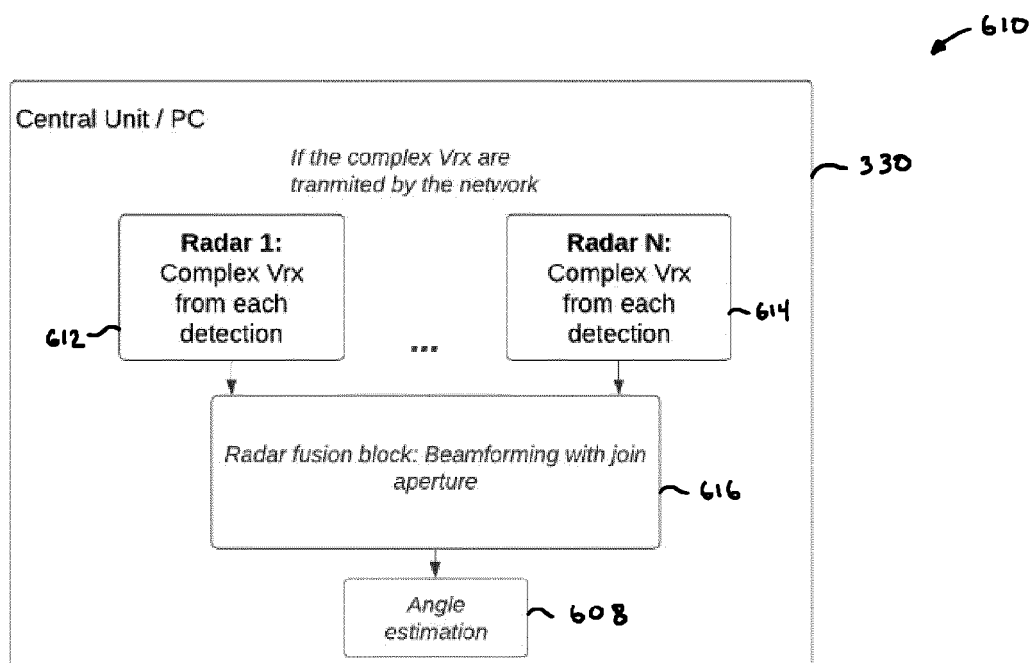 610
Central Unit / PC
If the complex Vrx are
tranmited by the network
330
Radar 1:
Complex Vrx
from each
detection
612
...
Radar N:
Complex Vrx
from each
detection
614
Radar fusion block: Beamforming with join
aperture
616
Angle
estimation
608